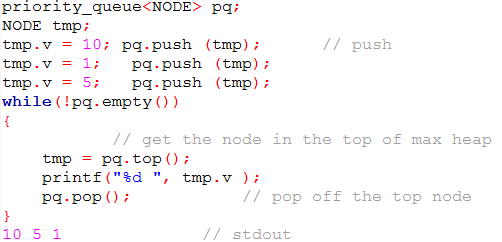 priority_queue<NODE> pq;
NODE tmp;
tmp.v = 10; pq.push (tmp);      // push
tmp.v = 1;   pq.push (tmp);
tmp.v = 5;   pq.push (tmp);
while(!pq.empty())
{
          // get the node in the top of max heap
    tmp = pq.top();
    printf("%d ", tmp.v );
    pq.pop();           // pop off the top node
}
10 5 1              // stdout